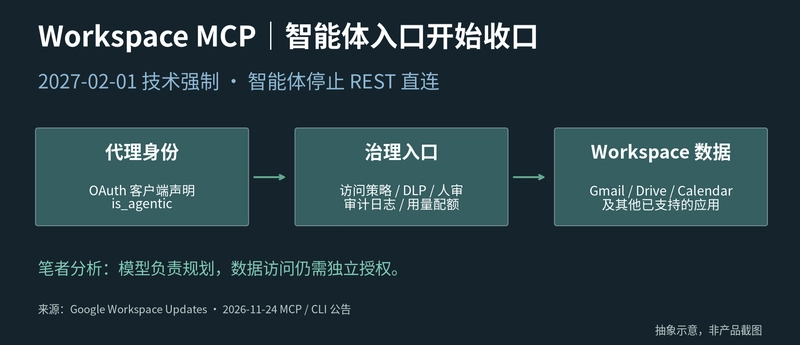 Workspace MCP｜智能体入口开始收口
2027-02-01 技术强制 · 智能体停止 REST 直连
代理身份
OAuth 客户端声明
is_agentic
治理入口
访问策略 / DLP / 人审
审计日志 / 用量配额
Workspace 数据
Gmail / Drive / Calendar
及其他已支持的应用
笔者分析：模型负责规划，数据访问仍需独立授权。
来源：Google Workspace Updates · 2026-11-24 MCP / CLI 公告
抽象示意，非产品截图